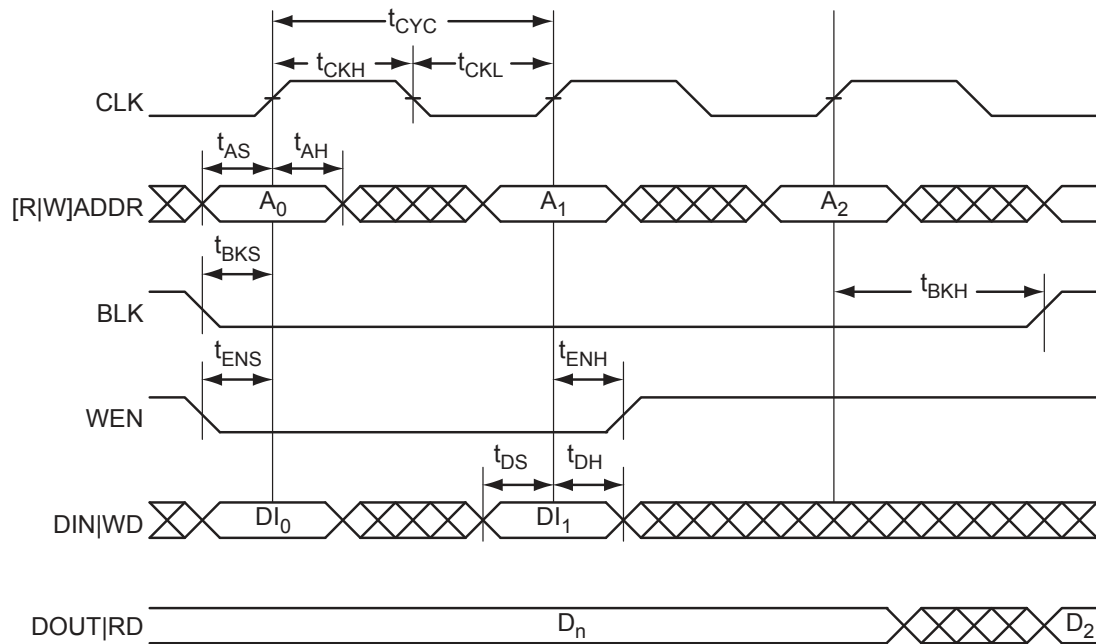 tCYC
tCKH tCKL
CLK
tAS tAH
[R|W]ADDR A0 A1 A2
tBKS
tBKH
BLK
tENS tENH
WEN
tDS tDH
DIN|WD DI0 DI1
DOUT|RD Dn D2